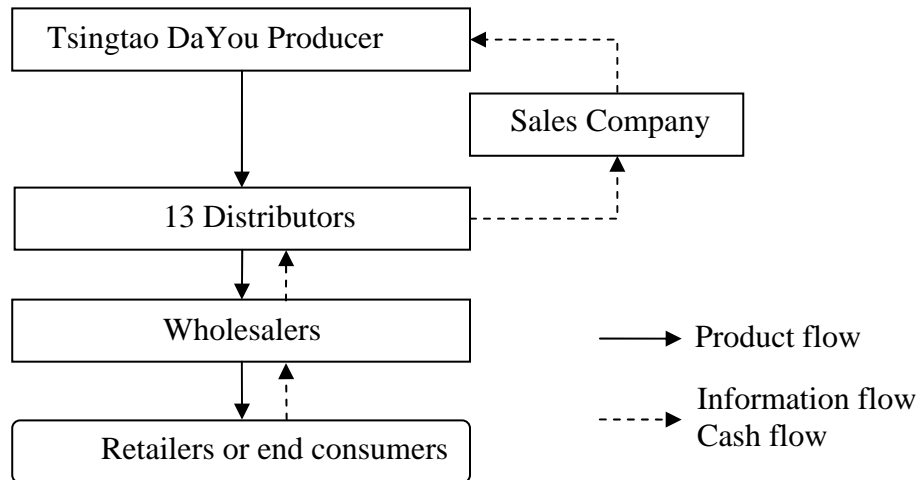 Tsingtao DaYou Producer
Sales Company
13 Distributors
Wholesalers
Product flow
Information flow
Cash flow
Retailers or end consumers